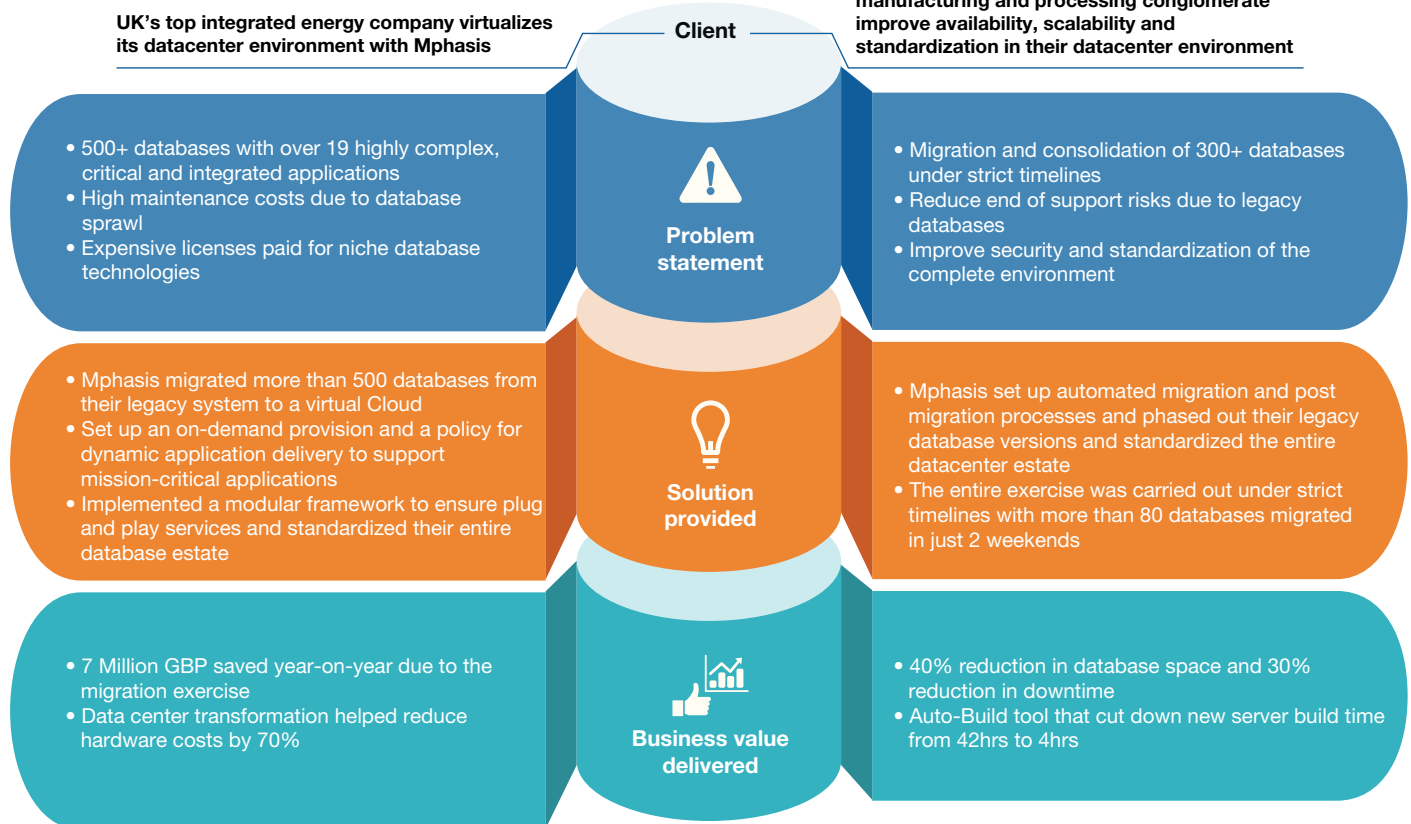 UK's top integrated energy company virtualizes
its datacenter environment with Mphasis
Client
manufacturing and processing conglomerate
improve availability, scalability and
standardization in their datacenter environment
• 500+ databases with over 19 highly complex,
critical and integrated applications
• High maintenance costs due to database
sprawl
• Expensive licenses paid for niche database
technologies
Problem
statement
• Migration and consolidation of 300+ databases
under strict timelines
• Reduce end of support risks due to legacy
databases
• Improve security and standardization of the
complete environment
• Mphasis migrated more than 500 databases from
their legacy system to a virtual Cloud
• Set up an on-demand provision and a policy for
dynamic application delivery to support
mission-critical applications
• Implemented a modular framework to ensure plug
and play services and standardized their entire
database estate
Solution
provided
• Mphasis set up automated migration and post
migration processes and phased out their legacy
database versions and standardized the entire
datacenter estate
• The entire exercise was carried out under strict
timelines with more than 80 databases migrated
in just 2 weekends
• 7 Million GBP saved year-on-year due to the
migration exercise
• Data center transformation helped reduce
hardware costs by 70%
Business value
delivered
• 40% reduction in database space and 30%
reduction in downtime
• Auto-Build tool that cut down new server build time
from 42hrs to 4hrs